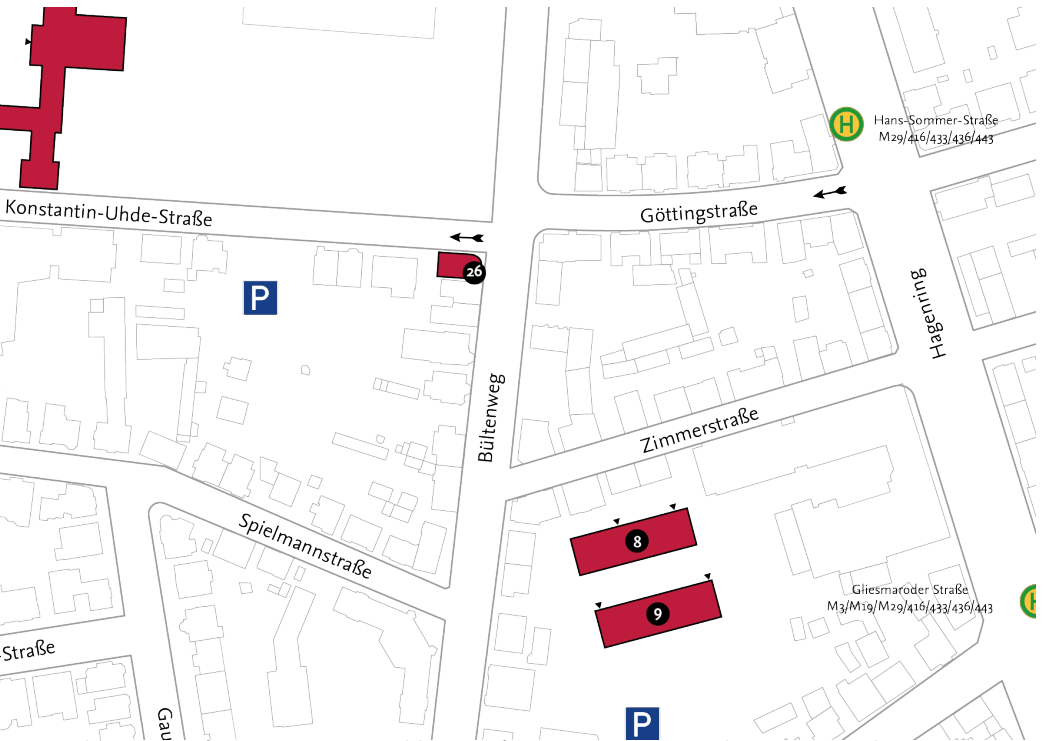 H
Hans-Sommer-Straße
M29/416/433/436/443
Konstantin-Uhde-Straße
Göttingstraße
26
P
Hagenring
Bültenweg
Zimmerstraße
Spielmannstraße
8
Gliesmaroder Straße
M3/M19/M29/416/433/436/443
H
9
-Straße
Gau
P